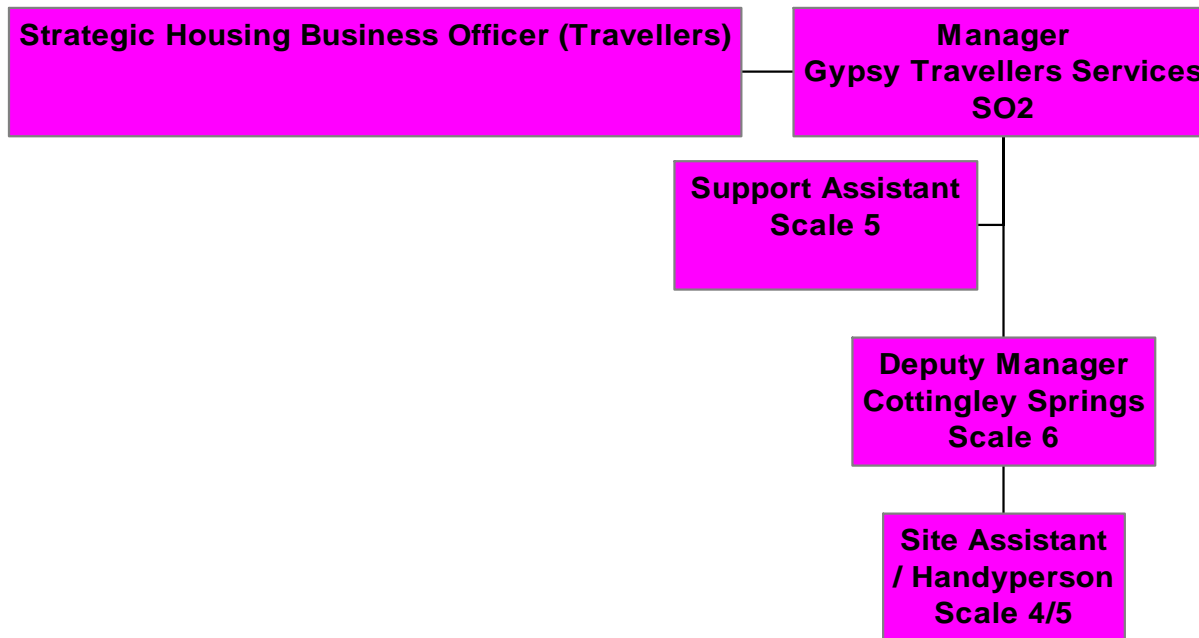 Strategic Housing Business Officer (Travellers)
Manager
Gypsy Travellers Services
SO2
Support Assistant
Scale 5
Deputy Manager
Cottingley Springs
Scale 6
Site Assistant
/ Handyperson
Scale 4/5